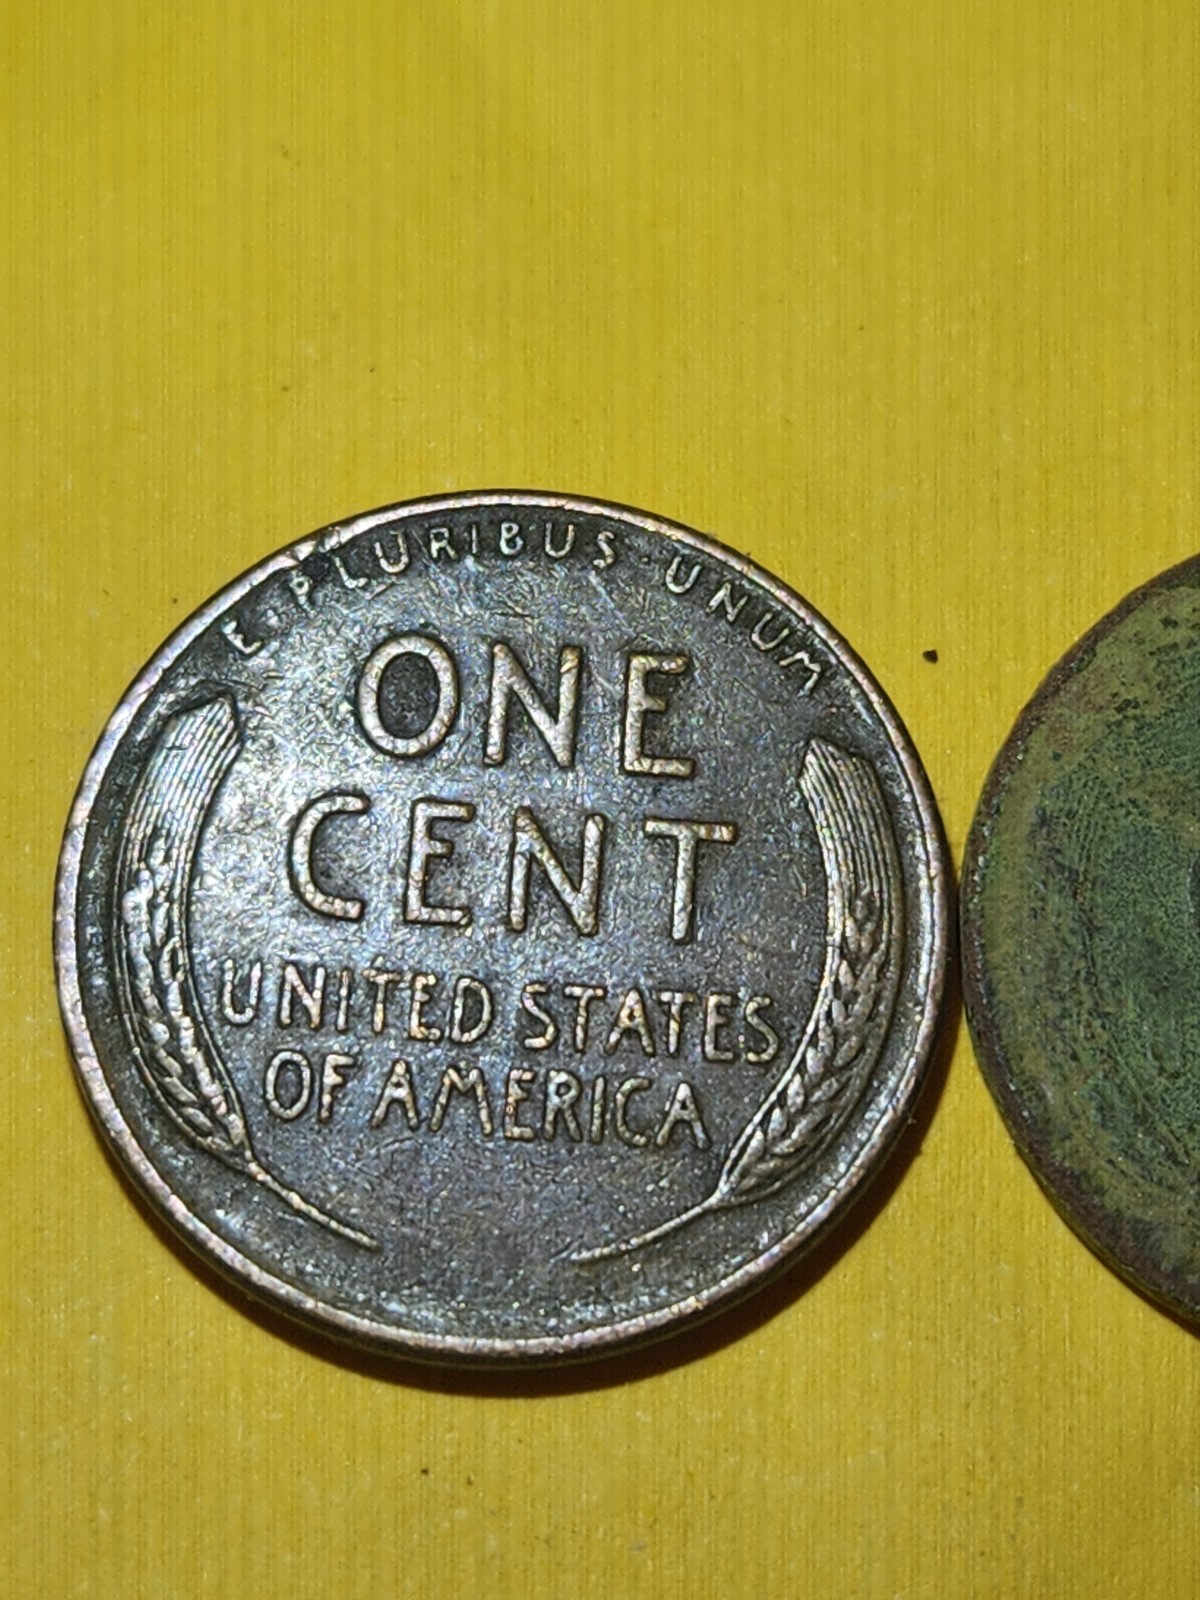 E·PLURIBUS·UNUM
ONE
CENT
UNITED STATES
OF AMERICA